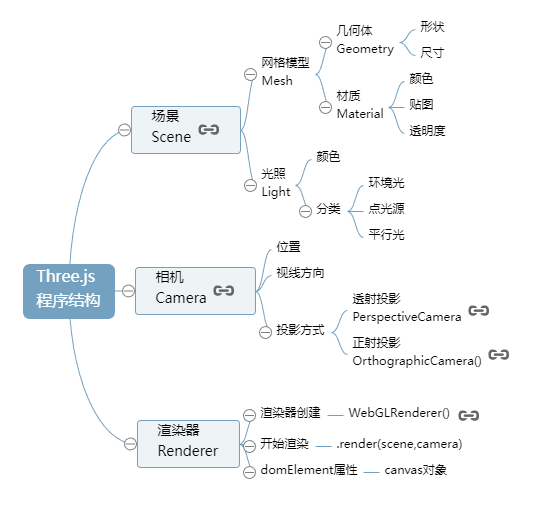 Three.js
程序结构
场景
Scene
网格模型
Mesh
几何体
Geometry
形状
尺寸
材质
Material
颜色
贴图
透明度
光照
Light
颜色
分类
环境光
点光源
平行光
相机
Camera
位置
视线方向
投影方式
透射投影
PerspectiveCamera
正射投影
OrthographicCamera()
渲染器
Renderer
渲染器创建
WebGLRenderer()
开始渲染
.render(scene,camera)
domElement属性
canvas对象